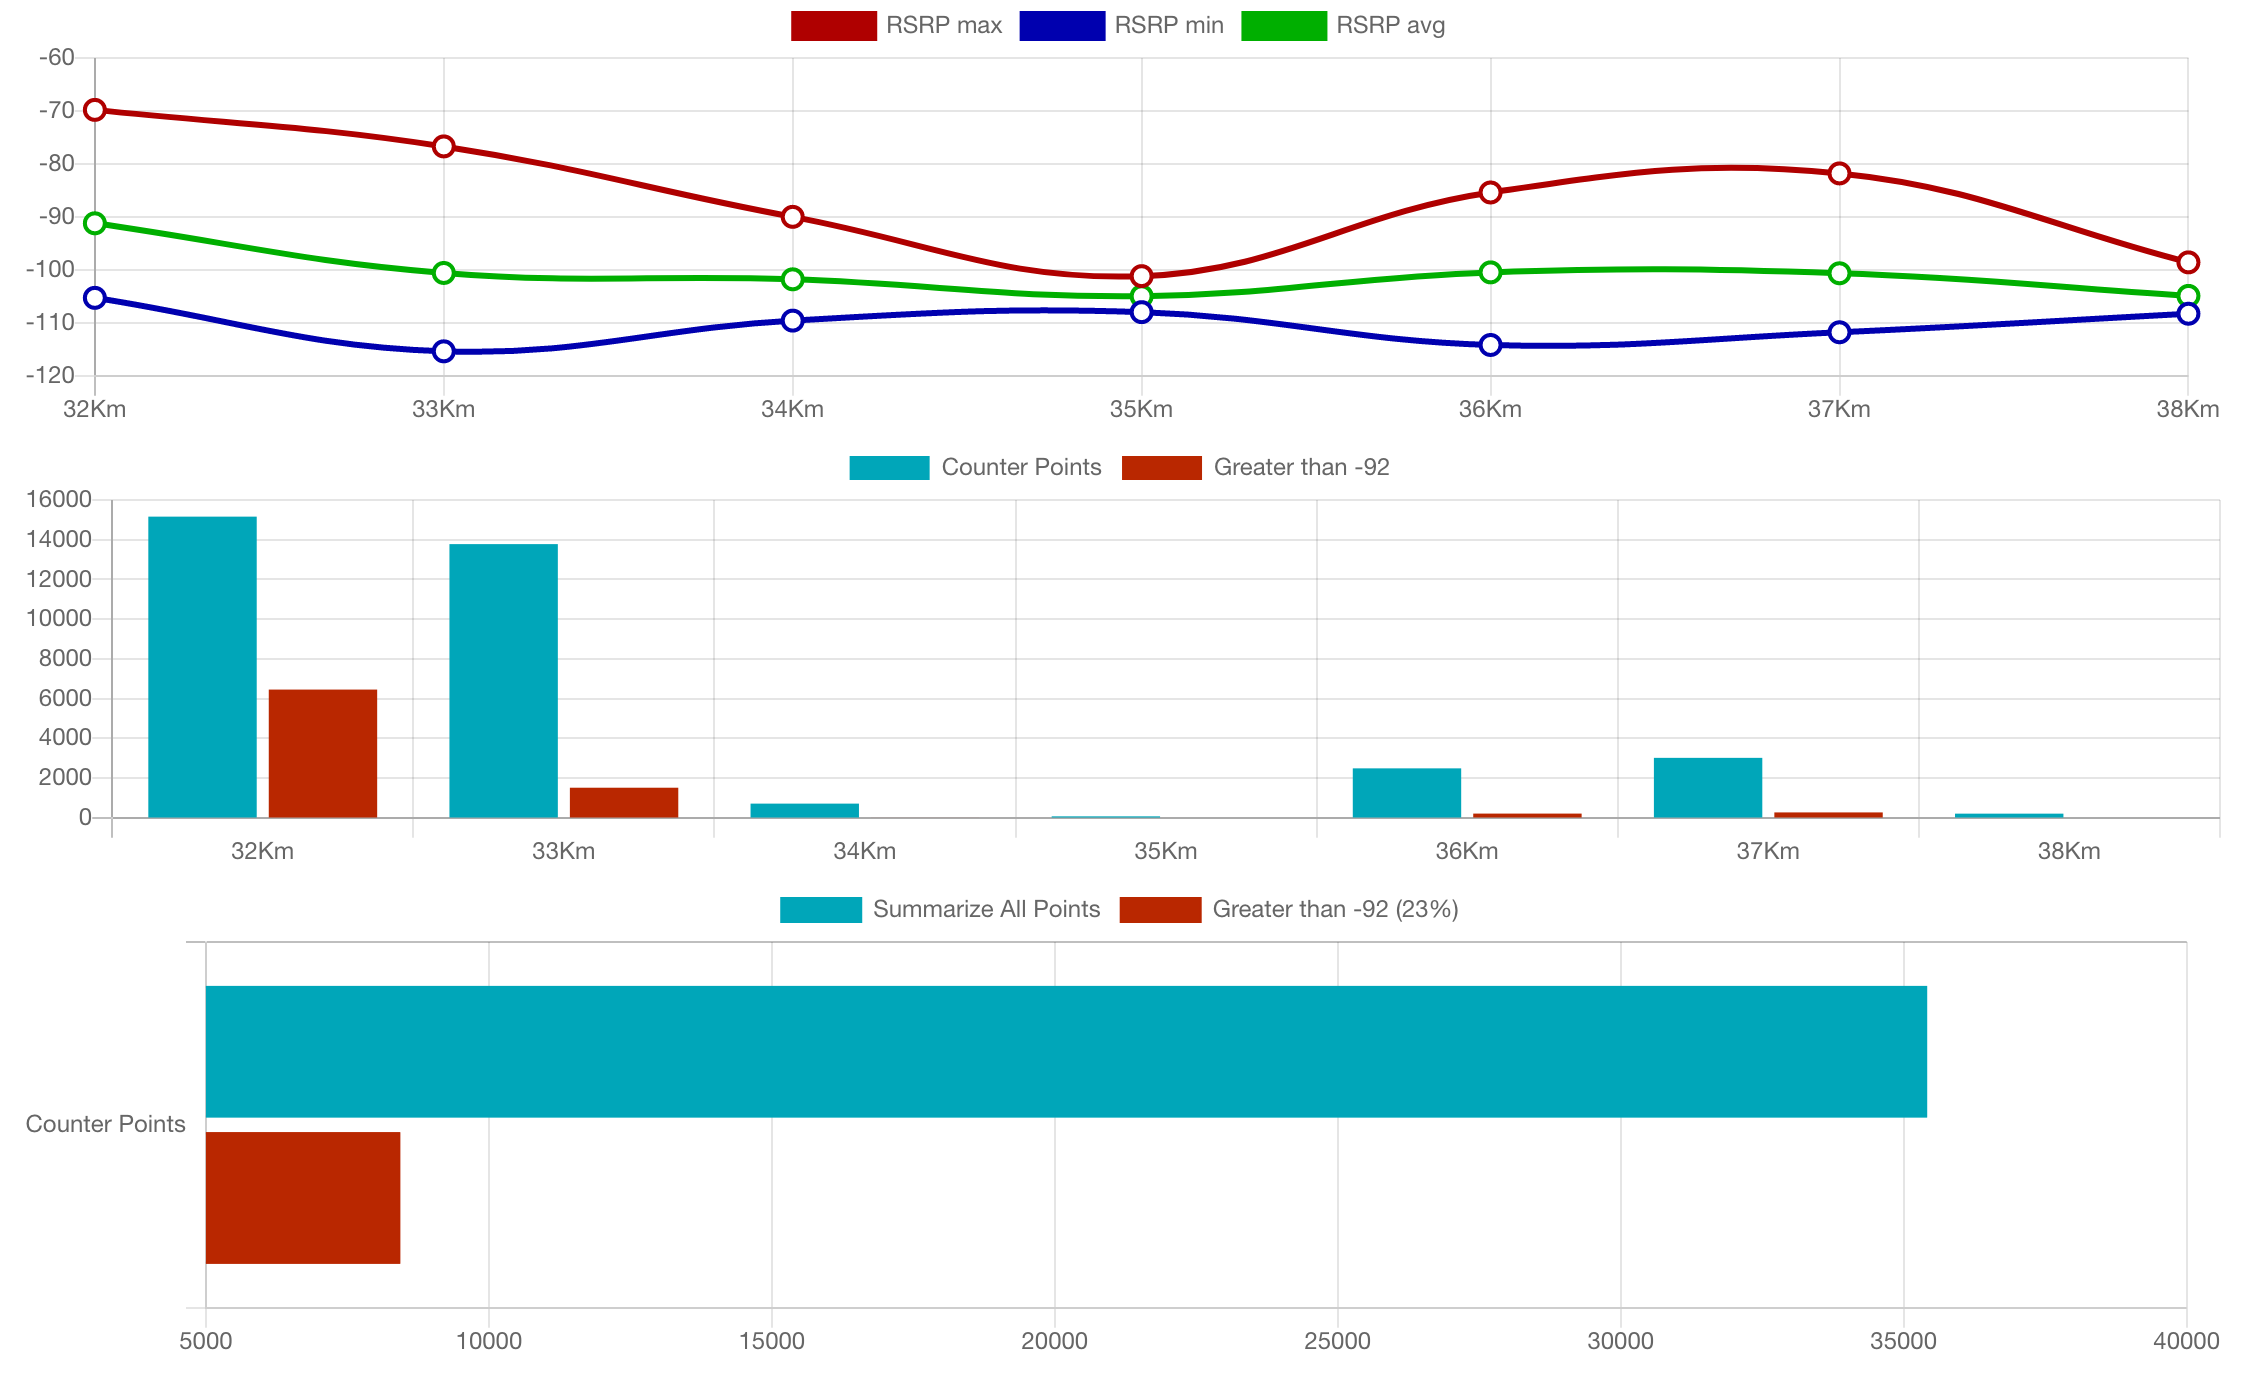 RSRP max RSRP min RSRP avg
-60
-70
-80
-90
-100
-110
-120
32Km 33Km 34Km 35Km 36Km 37Km 38Km
Counter Points Greater than -92
16000
14000
12000
10000
8000
6000
4000
2000
0
32Km 33Km 34Km 35Km 36Km 37Km 38Km
Summarize All Points Greater than -92 (23%)
Counter Points
5000 10000 15000 20000 25000 30000 35000 40000